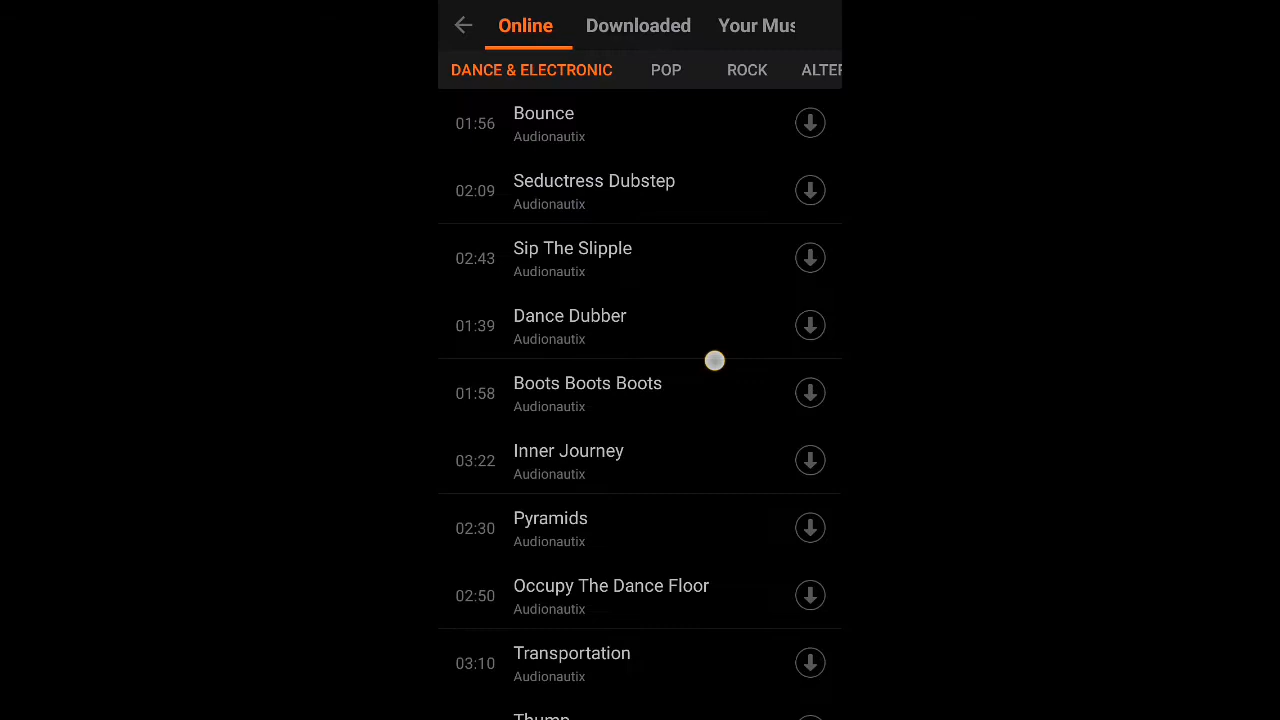 Online Downloaded Your Mus
DANCE & ELECTRONIC POP ROCK ALTER
01:56 Bounce
Audionautix
02:09 Seductress Dubstep
Audionautix
02:43 Sip The Slipple
Audionautix
01:39 Dance Dubber
Audionautix
01:58 Boots Boots Boots
Audionautix
03:22 Inner Journey
Audionautix
02:30 Pyramids
Audionautix
02:50 Occupy The Dance Floor
Audionautix
03:10 Transportation
Audionautix
Thump